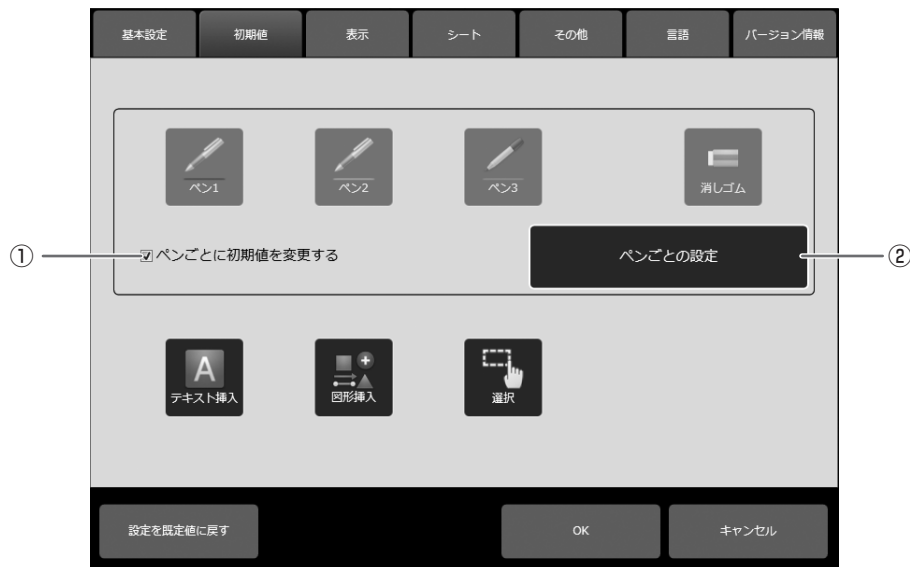 基本設定
初期値
表示
シート
その他
言語
バージョン情報
ペン1
ペン2
ペン3
消しゴム
①
ペンごとに初期値を変更する
ペンごとの設定
②
A
テキスト挿入
図形挿入
選択
設定を既定値に戻す
OK
キャンセル